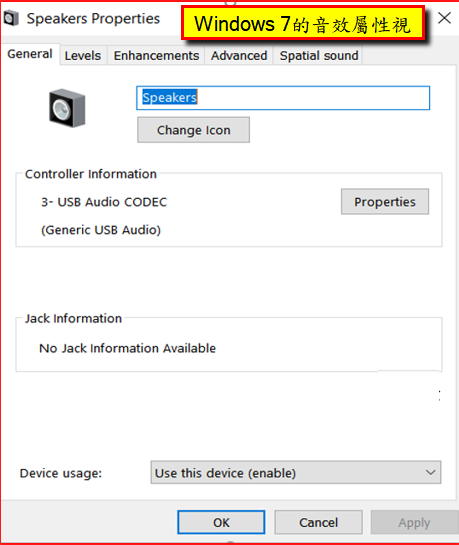 Speakers Properties
Windows 7的音效屬性視
General Levels Enhancements Advanced Spatial sound
Speakers
Change Icon
Controller Information
3- USB Audio CODEC
Properties
(Generic USB Audio)
Jack Information
No Jack Information Available
Device usage:
Use this device (enable)
OK Cancel Apply